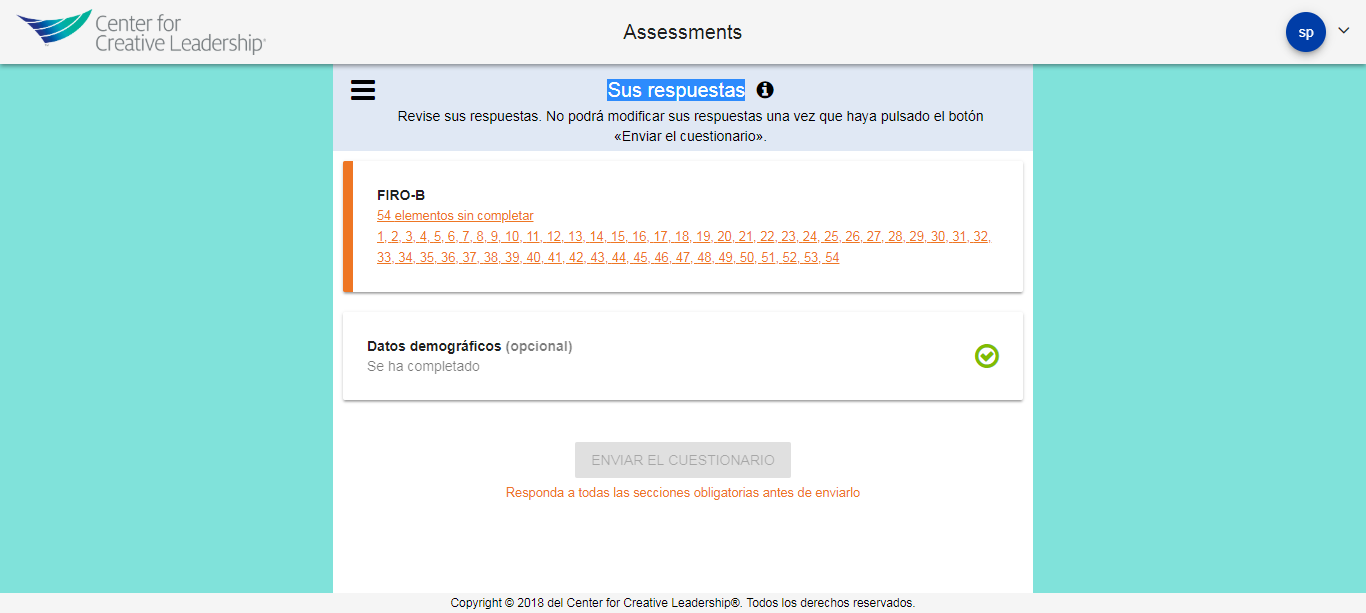 Center for
Creative Leadership®
Assessments
sp
Sus respuestas
Revise sus respuestas. No podrá modificar sus respuestas una vez que haya pulsado el botón
«Enviar el cuestionario».
FIRO-B
54 elementos sin completar
1, 2, 3, 4, 5, 6, 7, 8, 9, 10, 11, 12, 13, 14, 15, 16, 17, 18, 19, 20, 21, 22, 23, 24, 25, 26, 27, 28, 29, 30, 31, 32,
33, 34, 35, 36, 37, 38, 39, 40, 41, 42, 43, 44, 45, 46, 47, 48, 49, 50, 51, 52, 53, 54
Datos demográficos (opcional)
Se ha completado
ENVIAR EL CUESTIONARIO
Responda a todas las secciones obligatorias antes de enviarlo
Copyright © 2018 del Center for Creative Leadership®. Todos los derechos reservados.